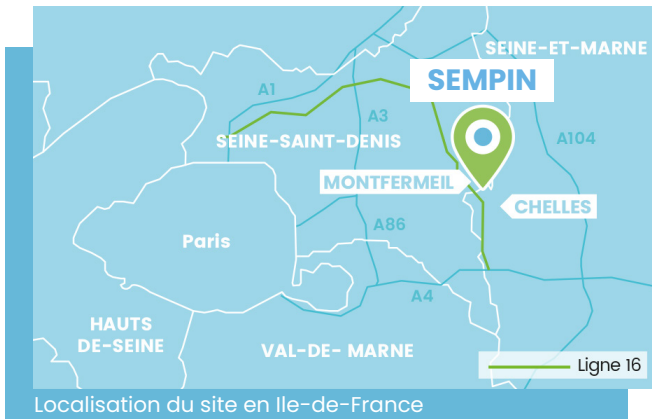 SEINE-ET-MARNE
SEMPIN
A1
A3
SEINE-SAINT-DENIS
A104
MONTFERMEIL
CHELLES
A86
Paris
A4
HAUTS
DE-SEINE
VAL-DE- MARNE
Ligne 16
Localisation du site en Ile-de-France